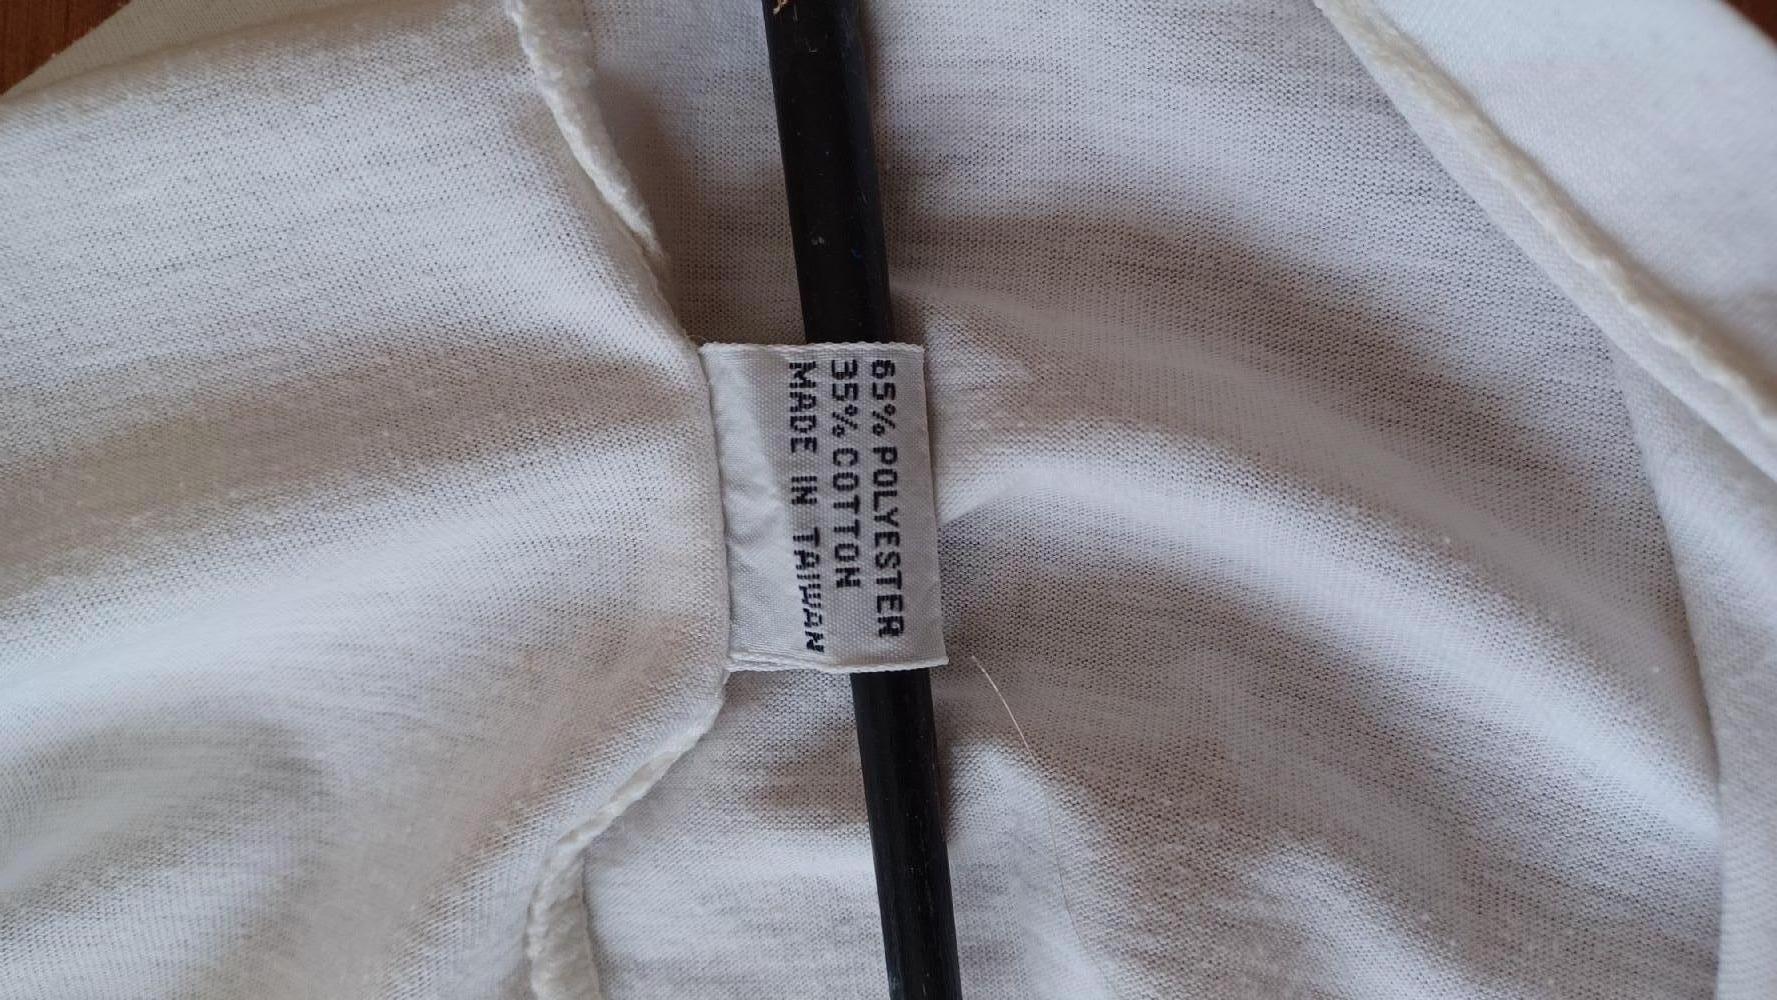 65% POLYESTER
35% COTTON
MADE IN TAIWAN